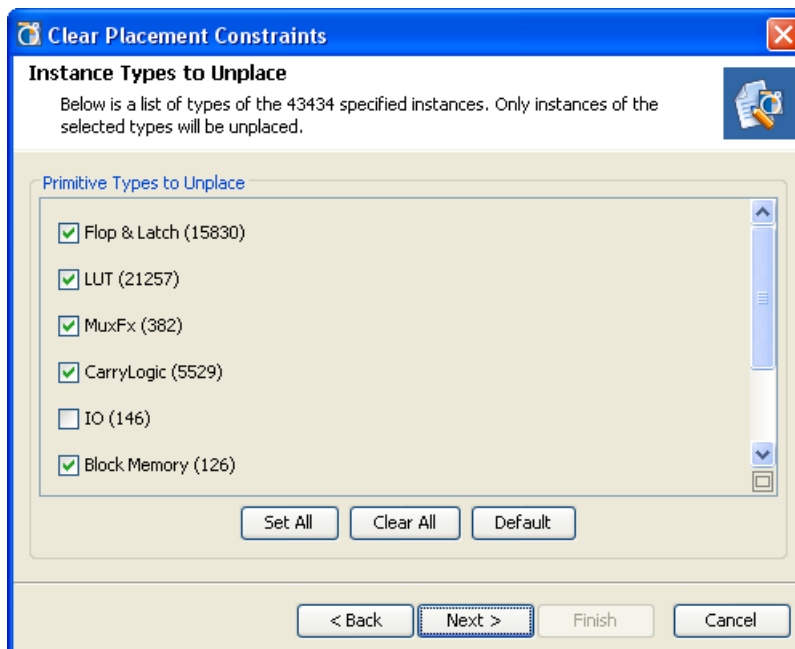 Clear Placement Constraints
Instance Types to Unplace
Below is a list of types of the 43434 specified instances. Only instances of the
selected types will be unplaced.
Primitive Types to Unplace
Flop & Latch (15830)
LUT (21257)
MuxFx (382)
CarryLogic (5529)
IO (146)
Block Memory (126)
Set All Clear All Default
< Back Next > Finish Cancel